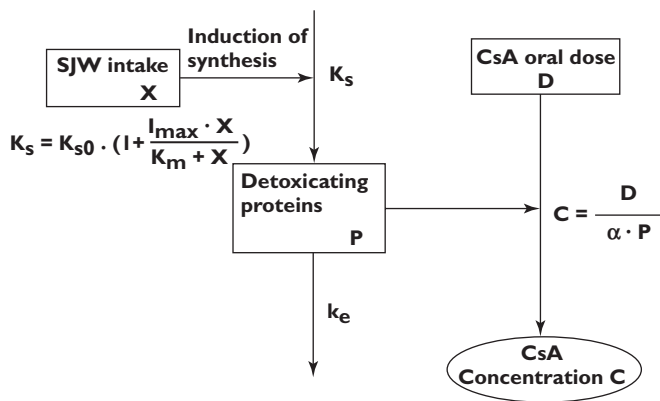 Induction of
synthesis
SJW intake
X
Ks
CsA oral dose
D
Ks = Ks0 . (1+ Imax · X / Km + X )
Detoxicating
proteins
P
C = D / α · P
ke
CsA
Concentration C